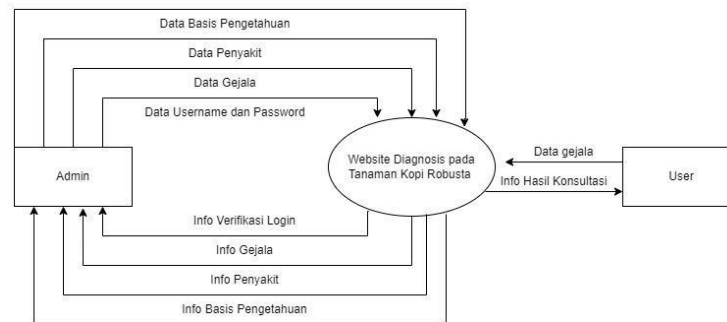 Data Basis Pengetahuan
Data Penyakit
Data Gejala
Data Username dan Password
Admin
Website Diagnosis pada
Tanaman Kopi Robusta
Data gejala
Info Hasil Konsultasi
User
Info Verifikasi Login
Info Gejala
Info Penyakit
Info Basis Pengetahuan